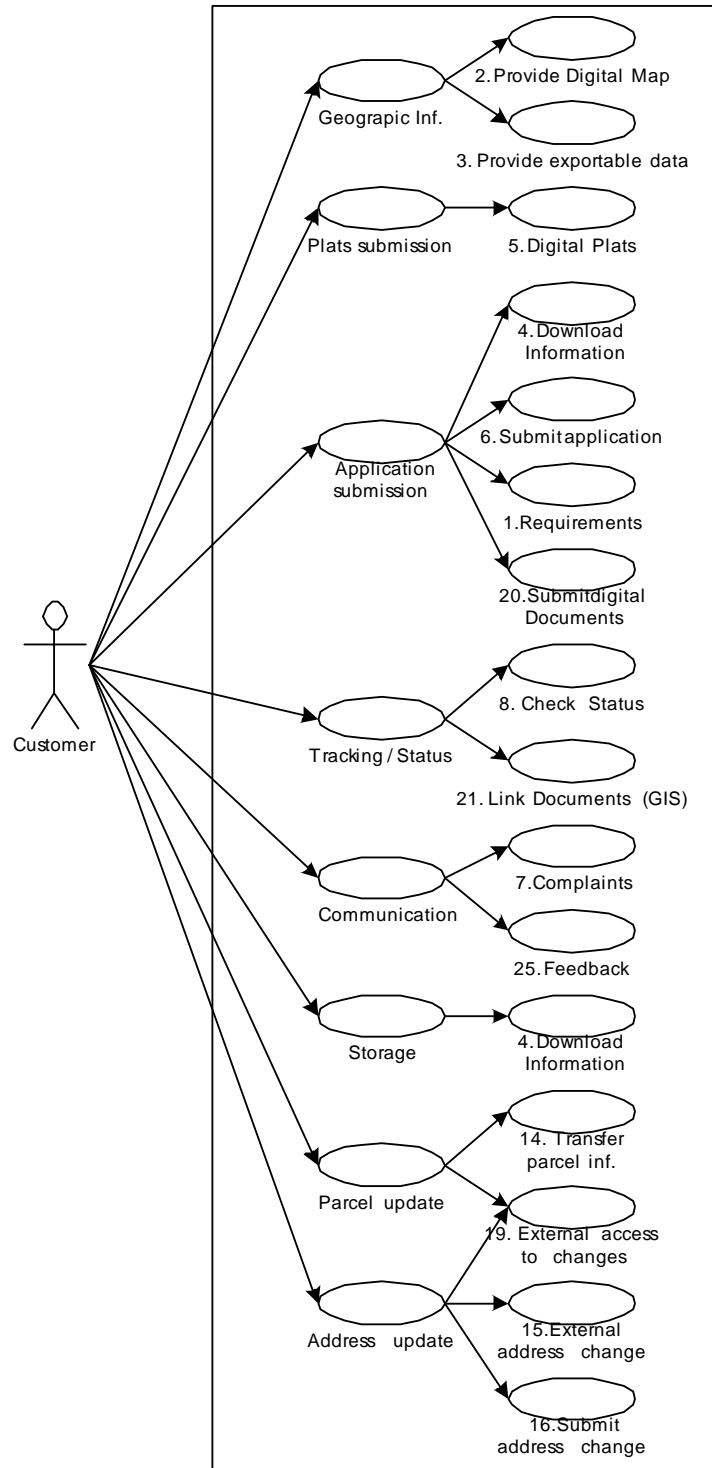 2.Provide Digital Map
Geograpic Inf.
3. Provide exportable data
Plats submission
5.Digital Plats
4.Download
Information
6.Submitapplication
Application
submission
1.Requirements
20.Submitdigital
Documents
Customer
8. Check Status
Tracking / Status
21. Link Documents (GIS)
7.Complaints
Communication
25.Feedback
Storage
4.Download
Information
14. Transfer
parcel inf.
Parcel update
19. External access
to changes
Address update
15.External
address change
16.Submit
address change